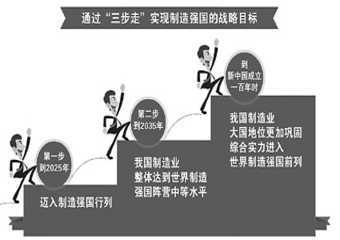 通过“三步走”实现制造强国的战略目标
第一步
到2025年
迈入制造强国行列
第二步
到2035年
我国制造业
整体达到世界制造
强国阵营中等水平
到
新中国成立
一百年时
我国制造业
大国地位更加巩固
综合实力进入
世界制造强国前列